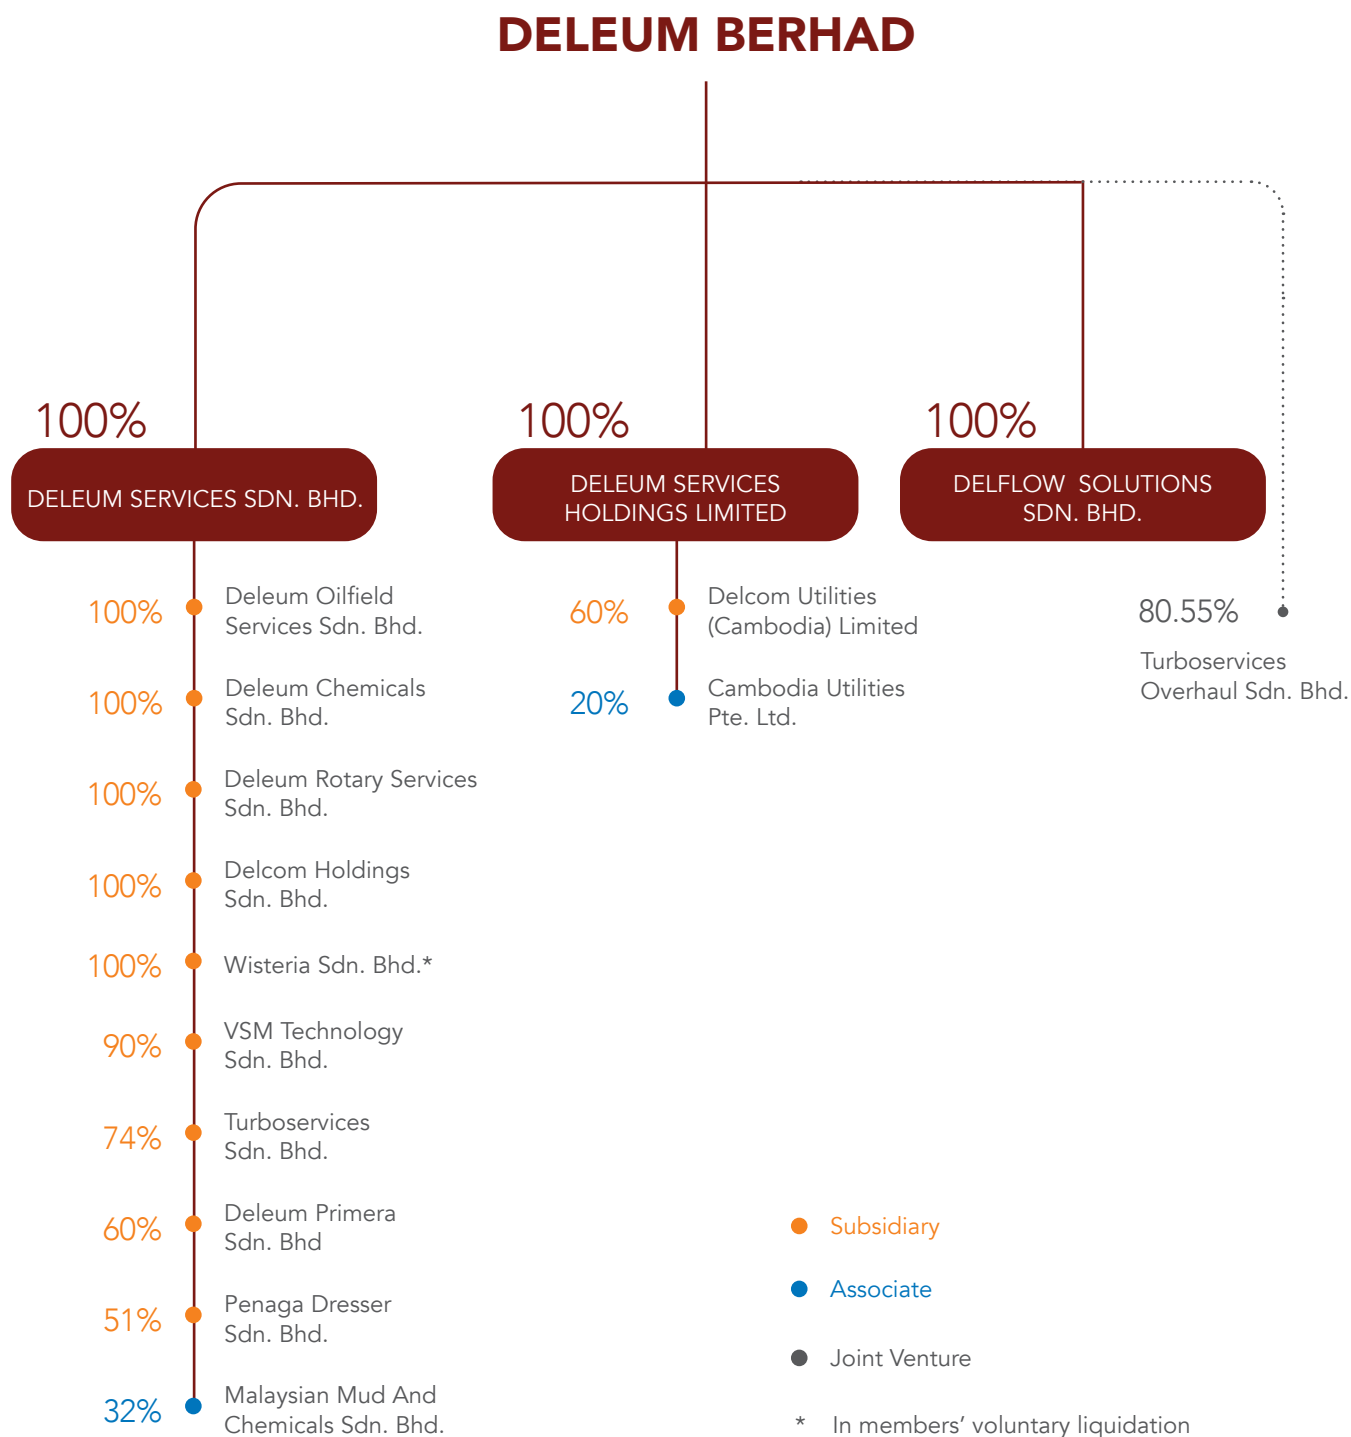 DELEUM BERHAD
100%
DELEUM SERVICES SDN. BHD.
100%
Deleum Oilfield
Services Sdn. Bhd.
100%
Deleum Chemicals
Sdn. Bhd.
100%
Deleum Rotary Services
Sdn. Bhd.
100%
Delcom Holdings
Sdn. Bhd.
100%
Wisteria Sdn. Bhd.*
90%
VSM Technology
Sdn. Bhd.
74%
Turboservices
Sdn. Bhd.
60%
Deleum Primera
Sdn. Bhd
51%
Penaga Dresser
Sdn. Bhd.
32%
Malaysian Mud And
Chemicals Sdn. Bhd.
100%
DELEUM SERVICES
HOLDINGS LIMITED
60%
Delcom Utilities
(Cambodia) Limited
20%
Cambodia Utilities
Pte. Ltd.
100%
DELFLOW SOLUTIONS
SDN. BHD.
80.55%
Turboservices
Overhaul Sdn. Bhd.
Subsidiary
Associate
Joint Venture
* In members’ voluntary liquidation